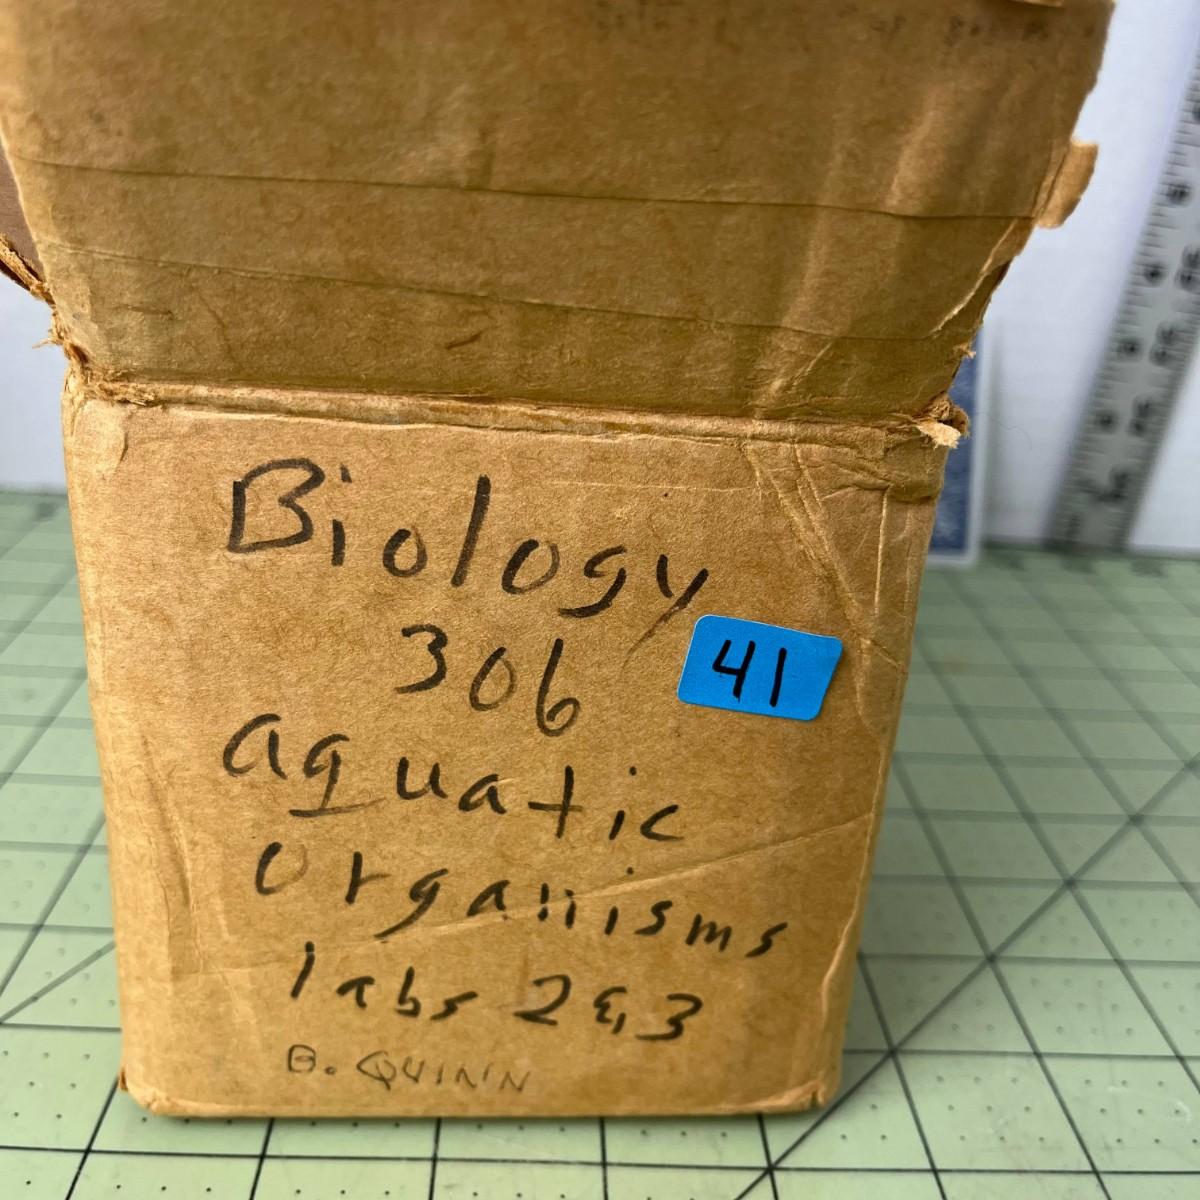 Biology
306
41
aquatic
organisms
labs 2 & 3
B. QUINN